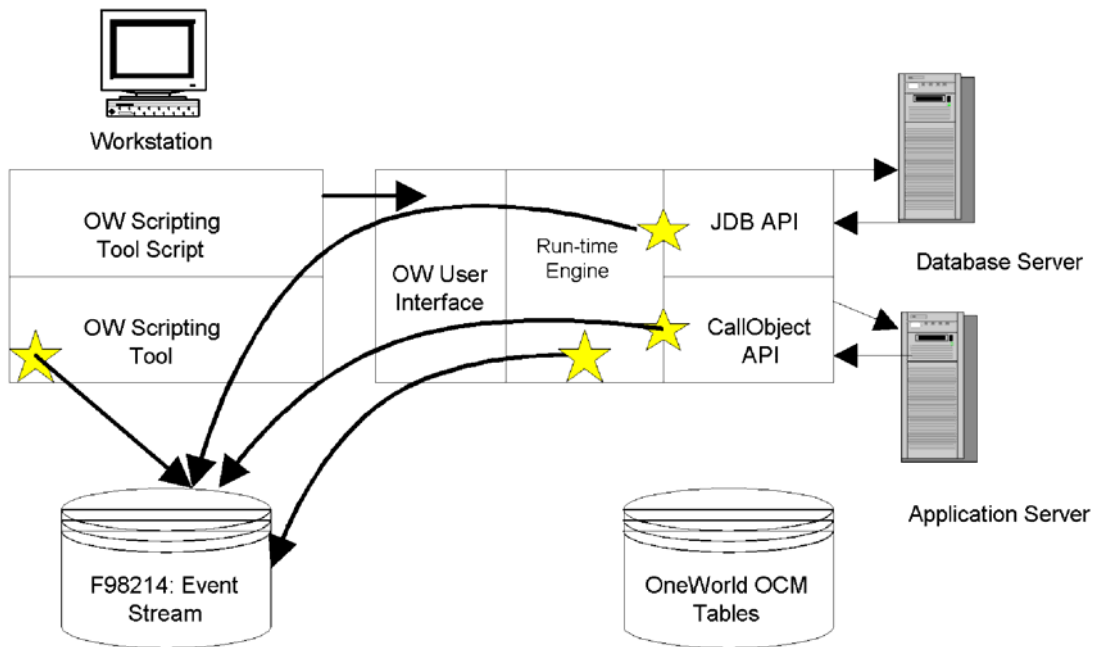 Workstation
OW Scripting
Tool Script
OW Scripting
Tool
OW User
Interface
Run-time
Engine
JDB API
CallObject
API
Database Server
Application Server
F98214: Event
Stream
OneWorld OCM
Tables